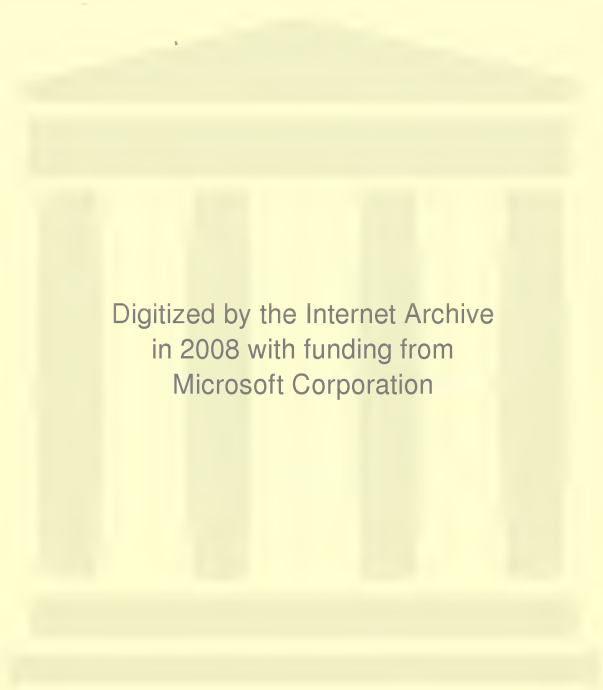 Digitized by the Internet Archive
in 2008 with funding from
Microsoft Corporation